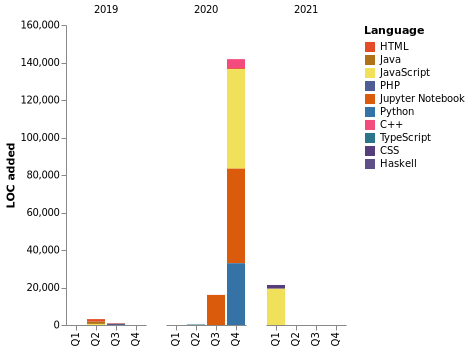 2019 2020 2021
160,000
140,000
120,000
100,000
80,000
60,000
40,000
20,000
0
LOC added
Q1 Q2 Q3 Q4 Q1 Q2 Q3 Q4 Q1 Q2 Q3 Q4
Language
HTML
Java
JavaScript
PHP
Jupyter Notebook
Python
C++
TypeScript
CSS
Haskell